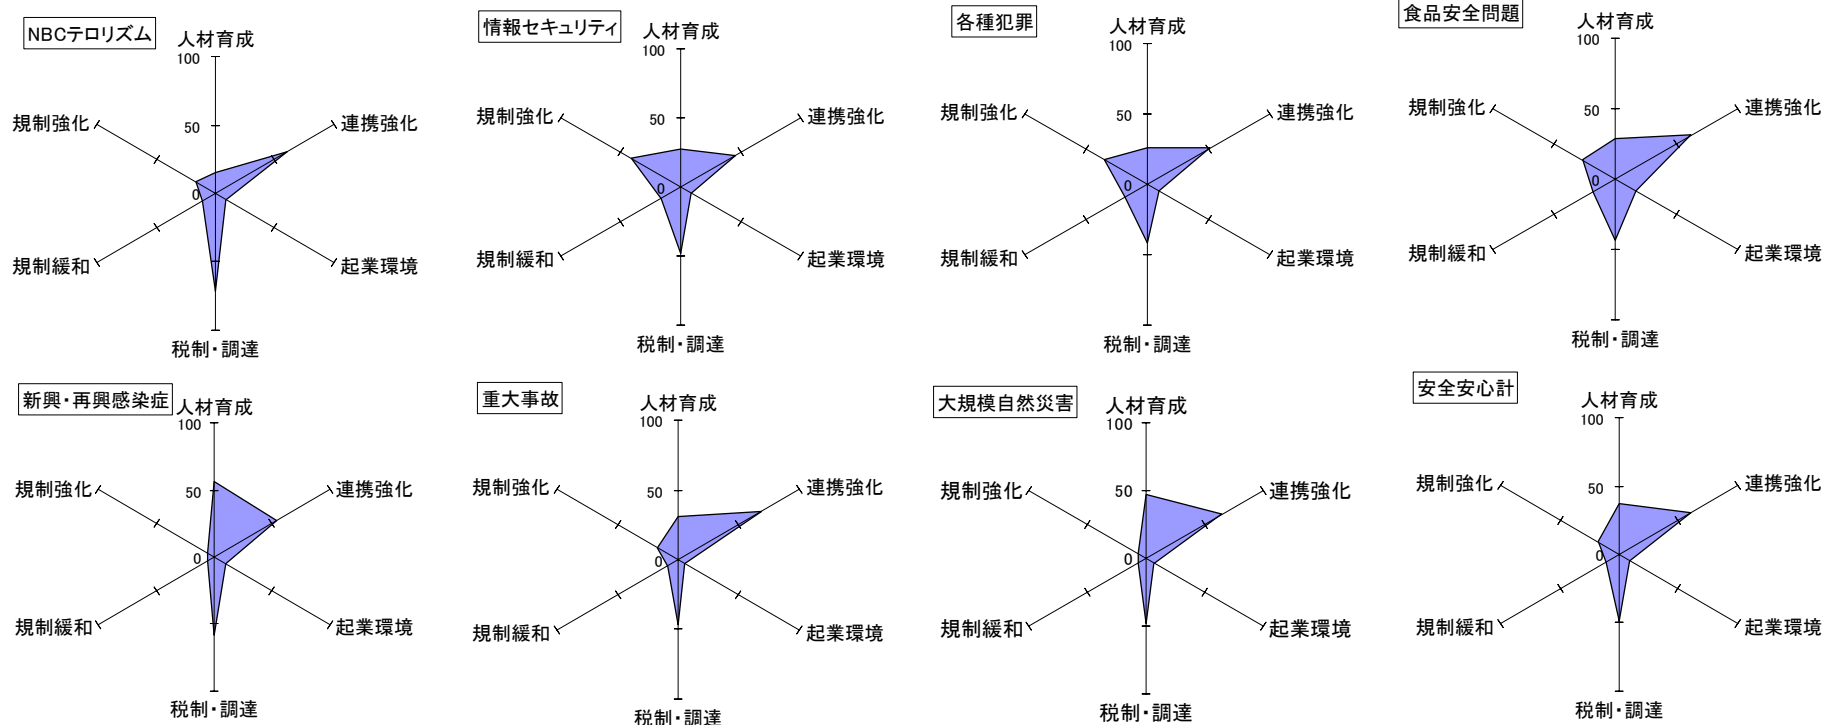 NBCテロリズム
人材育成
100
50
0
規制強化
連携強化
規制緩和
起業環境
税制・調達
情報セキュリティ
人材育成
100
50
0
規制強化
連携強化
規制緩和
起業環境
税制・調達
各種犯罪
人材育成
100
50
0
規制強化
連携強化
規制緩和
起業環境
税制・調達
食品安全問題
人材育成
100
50
0
規制強化
連携強化
規制緩和
起業環境
税制・調達
新興・再興感染症
人材育成
100
50
0
規制強化
連携強化
規制緩和
起業環境
税制・調達
重大事故
人材育成
100
50
0
規制強化
連携強化
規制緩和
起業環境
税制・調達
大規模自然災害
人材育成
100
50
0
規制強化
連携強化
規制緩和
起業環境
税制・調達
安全安心計
人材育成
100
50
0
規制強化
連携強化
規制緩和
起業環境
税制・調達